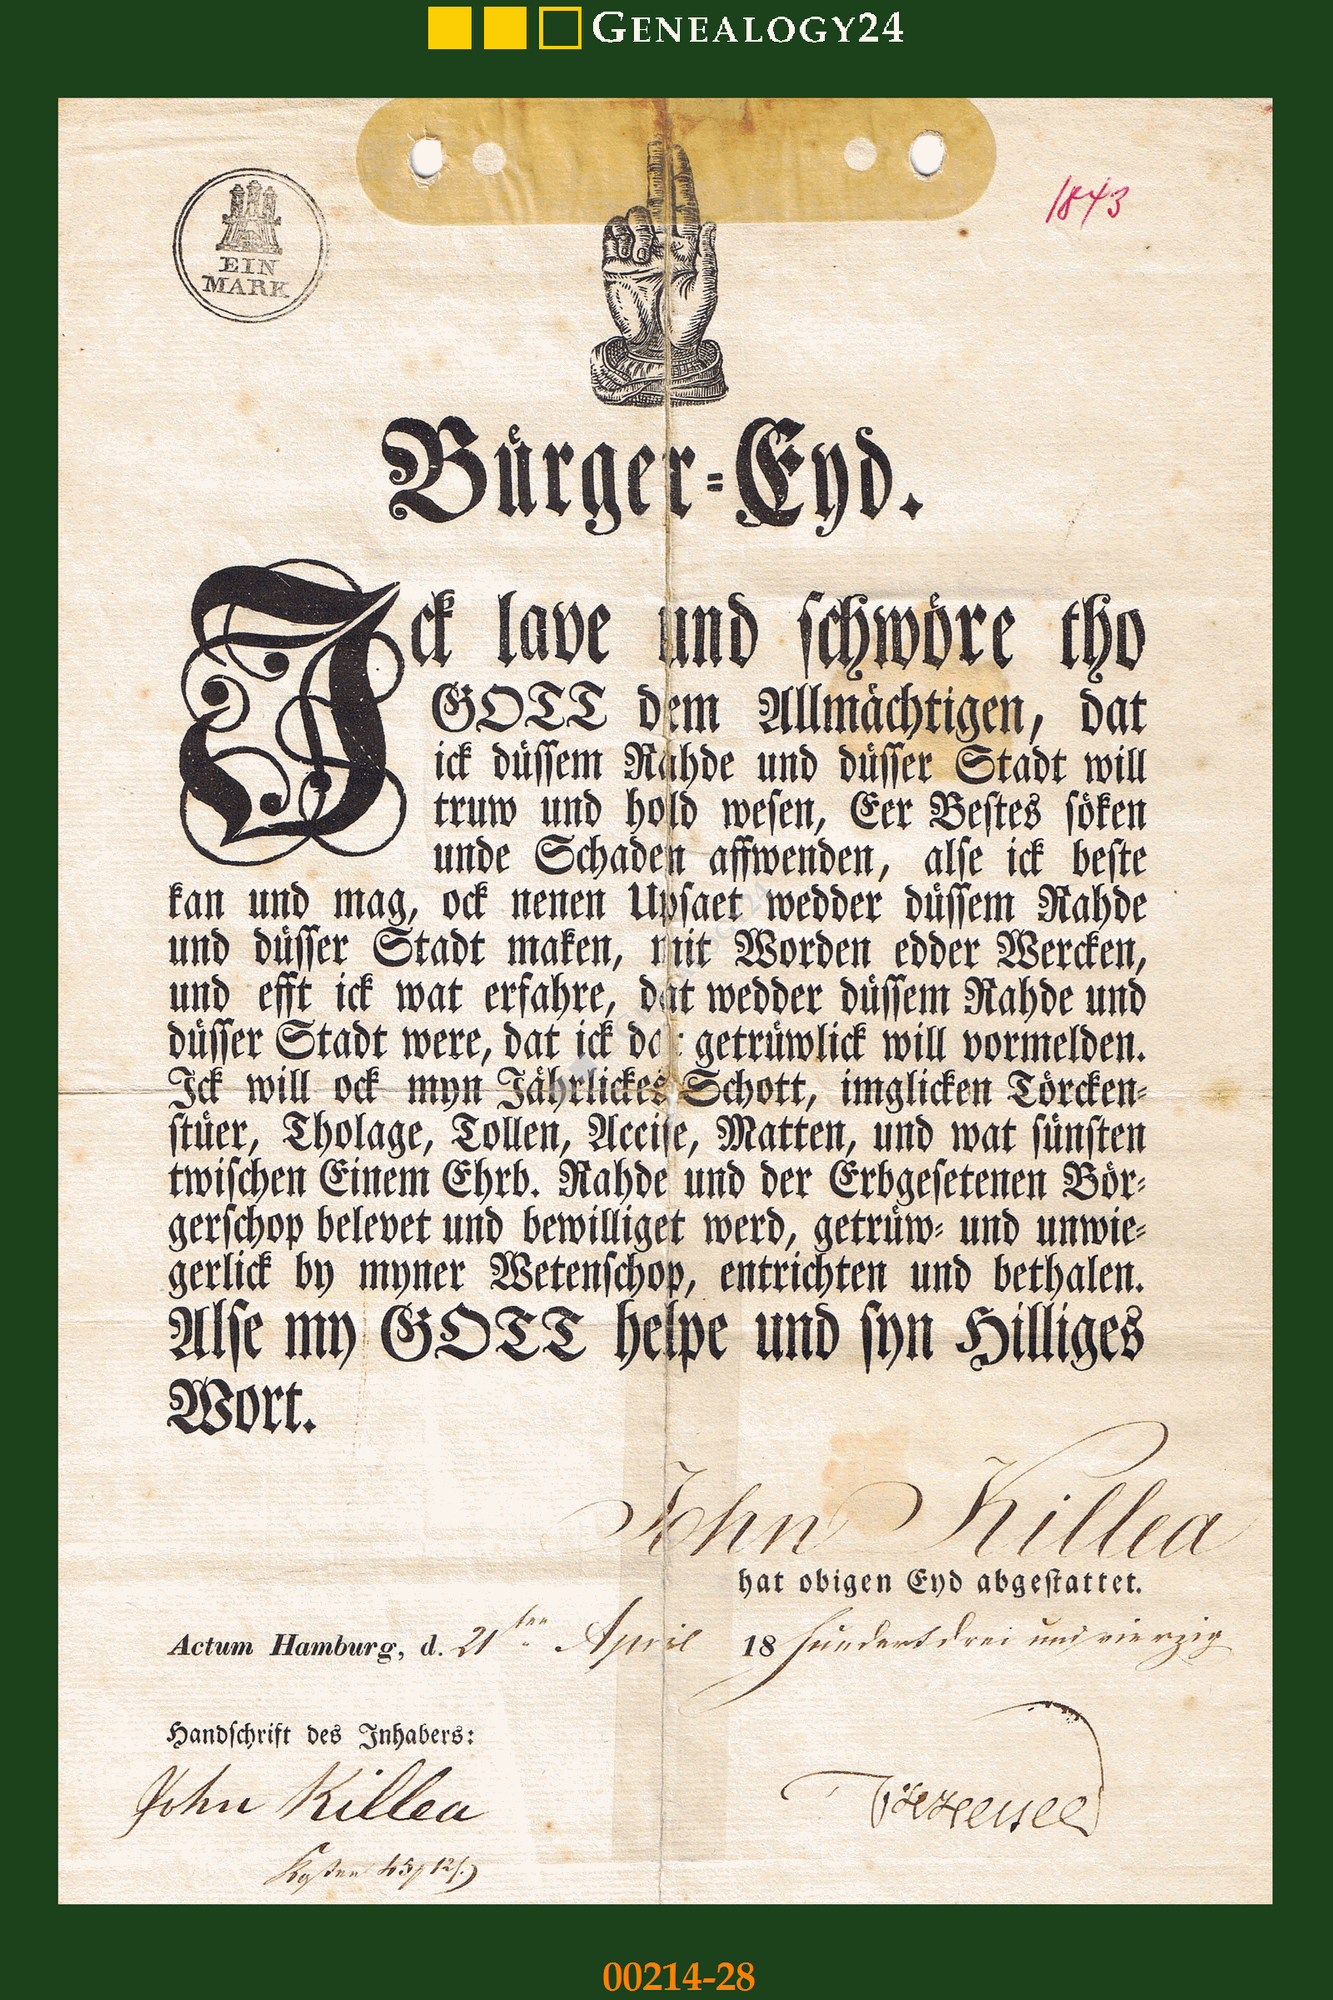 GENEALOGY24
1843
EIN
MARK
Bürger-Eyd.
Ick lave und schwöre tho
GOTT dem Allmächtigen, dat
ick düssem Rahde und düsser Stadt will
truw und hold wesen, Eer Bestes söken
unde Schaden affwenden, alse ick beste
kan und mag, ock nenen Upsaet wedder düssem Rahde
und düsser Stadt maken, mit Worden edder Wercken,
und efft ick wat erfahre, dat wedder düssem Rahde und
düsser Stadt were, dat ick dat getrüwlick will vormelden.
Ick will ock myn Jährlickes Schott, imglicken Törcken-
stüer, Tholage, Tollen, Accise, Matten, und wat sünsten
twischen Einem Ehrb. Rahde und der Erbgesetenen Bör-
gerschop belevet und bewilliget werd, getrüw- und unwie-
gerlick by myner Wetenschop, entrichten und bethalen.
Alse my GOTT helpe und syn Hilliges
Wort.
John Killea
hat obigen Eyd abgestattet.
Actum Hamburg, d. 21ten April 18 hundert drei und vierzig
Handschrift des Inhabers:
John Killea
00214-28